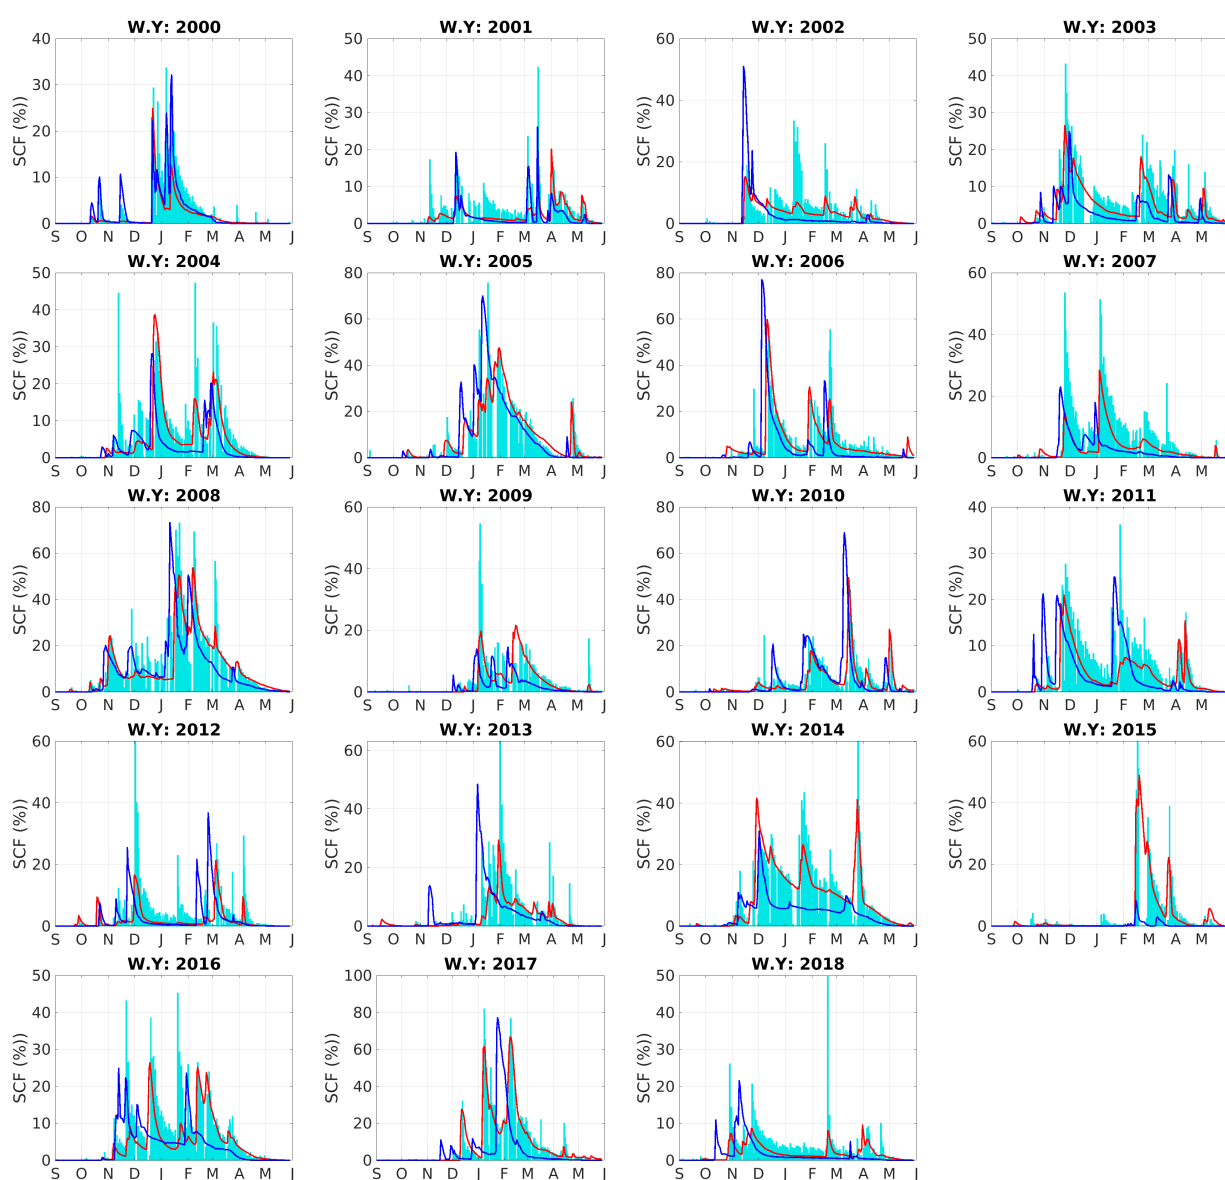 W.Y: 2000
SCF (%))
40
30
20
10
0
S O N D J F M A M J
W.Y: 2001
SCF (%))
50
40
30
20
10
0
S O N D J F M A M J
W.Y: 2002
SCF (%))
60
40
20
0
S O N D J F M A M J
W.Y: 2003
SCF (%))
50
40
30
20
10
0
S O N D J F M A M
W.Y: 2004
SCF (%))
50
40
30
20
10
0
S O N D J F M A M J
W.Y: 2005
SCF (%))
80
60
40
20
0
S O N D J F M A M J
W.Y: 2006
SCF (%))
80
60
40
20
0
S O N D J F M A M J
W.Y: 2007
SCF (%))
60
40
20
0
S O N D J F M A M
W.Y: 2008
SCF (%))
80
60
40
20
0
S O N D J F M A M J
W.Y: 2009
SCF (%))
60
40
20
0
S O N D J F M A M J
W.Y: 2010
SCF (%))
80
60
40
20
0
S O N D J F M A M J
W.Y: 2011
SCF (%))
40
30
20
10
0
S O N D J F M A M
W.Y: 2012
SCF (%))
60
40
20
0
S O N D J F M A M J
W.Y: 2013
SCF (%))
60
40
20
0
S O N D J F M A M J
W.Y: 2014
SCF (%))
60
40
20
0
S O N D J F M A M J
W.Y: 2015
SCF (%))
60
40
20
0
S O N D J F M A M
W.Y: 2016
SCF (%))
50
40
30
20
10
0
S O N D J F M A M J
W.Y: 2017
SCF (%))
100
80
60
40
20
0
S O N D J F M A M J
W.Y: 2018
SCF (%))
50
40
30
20
10
0
S O N D J F M A M J